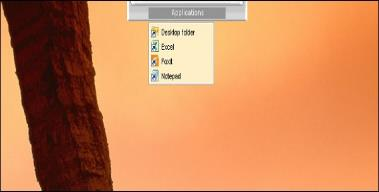 Applications
Desktop folder
Excel
Foxit
Notepad